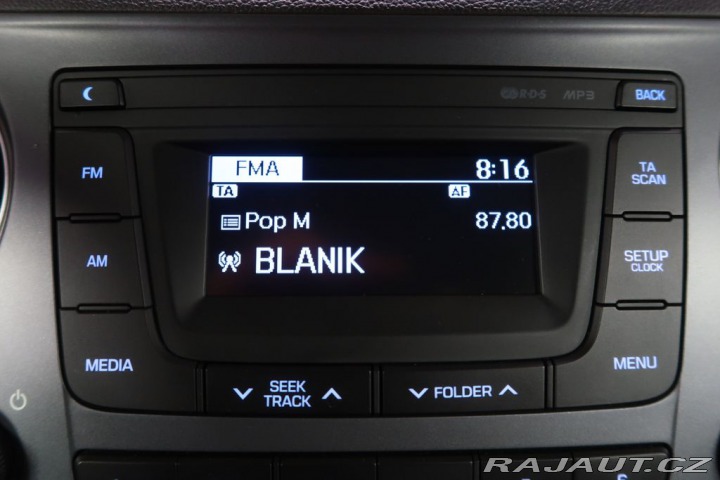 R·D·S MP3 BACK
FM
AM
MEDIA
FMA 8:16
TA AF
Pop M 87.80
BLANIK
TA
SCAN
SETUP
CLOCK
MENU
SEEK
TRACK
FOLDER
RAJAUT.CZ